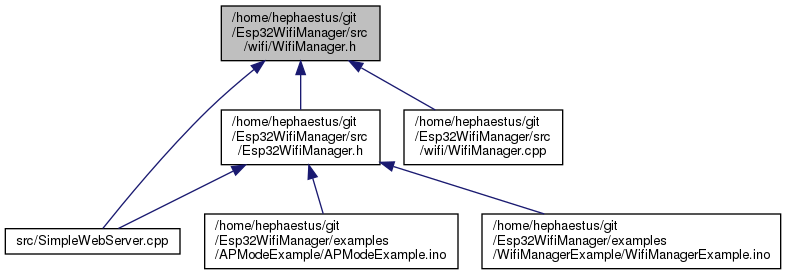 /home/hephaestus/git
/Esp32WifiManager/src
/wifi/WifiManager.h
/home/hephaestus/git
/Esp32WifiManager/src
/Esp32WifiManager.h
/home/hephaestus/git
/Esp32WifiManager/src
/wifi/WifiManager.cpp
src/SimpleWebServer.cpp
/home/hephaestus/git
/Esp32WifiManager/examples
/APModeExample/APModeExample.ino
/home/hephaestus/git
/Esp32WifiManager/examples
/WifiManagerExample/WifiManagerExample.ino